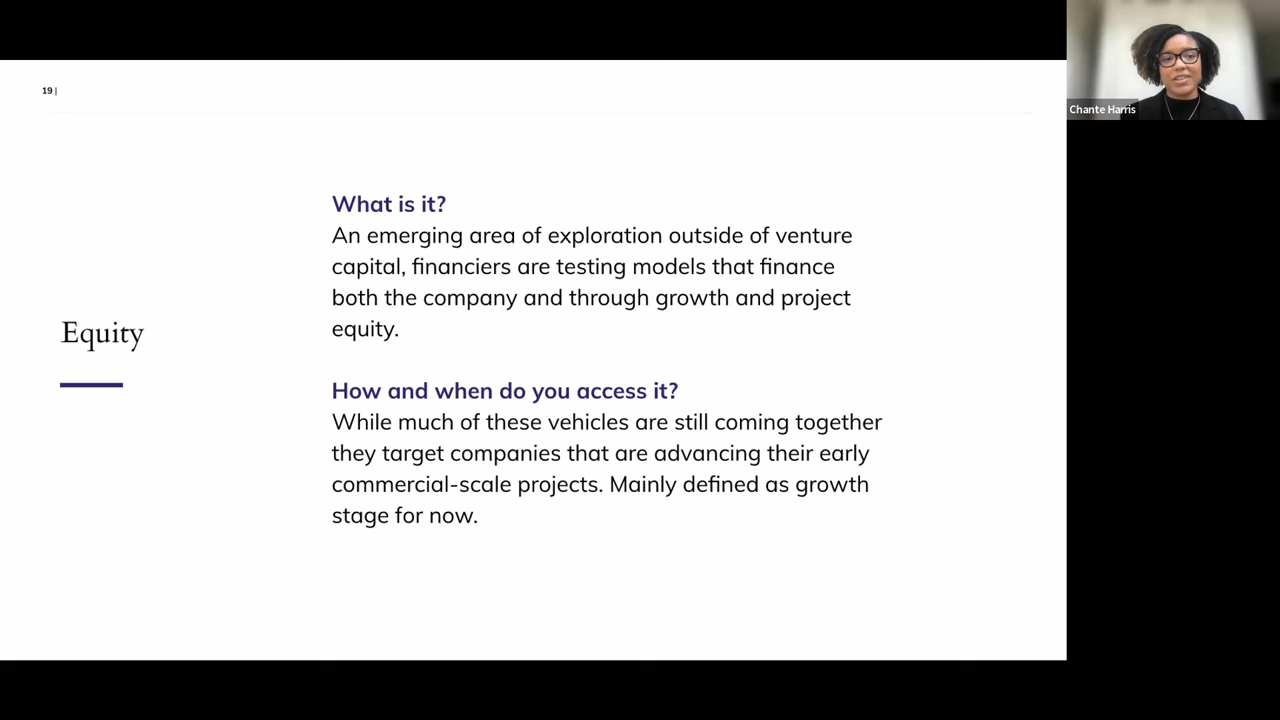 19 |
Chante Harris
What is it?
An emerging area of exploration outside of venture
capital, financiers are testing models that finance
both the company and through growth and project
equity.
Equity
How and when do you access it?
While much of these vehicles are still coming together
they target companies that are advancing their early
commercial-scale projects. Mainly defined as growth
stage for now.